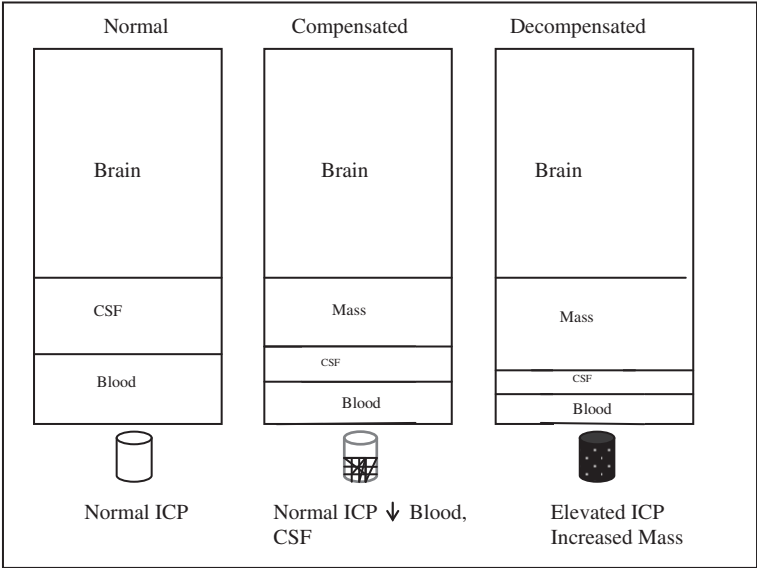 Normal
Compensated
Decompensated
Brain
Brain
Brain
CSF
Mass
Mass
CSF
CSF
Blood
Blood
Blood
Normal ICP
Normal ICP ↓ Blood,
CSF
Elevated ICP
Increased Mass